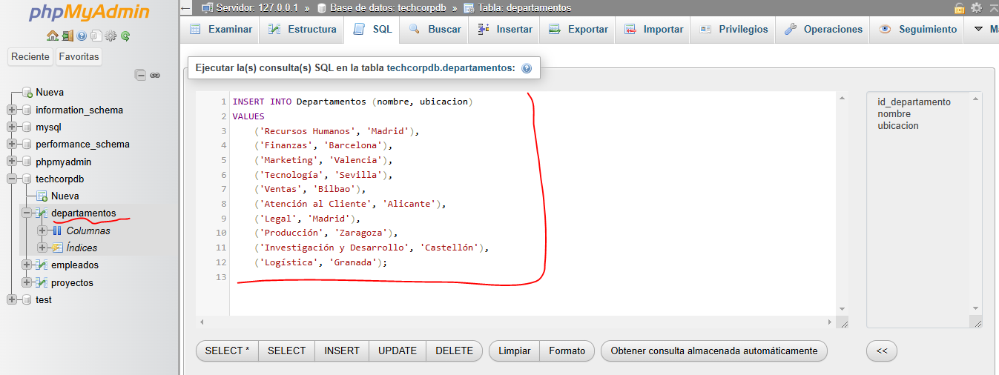 phpMyAdmin
Reciente Favoritas
Nueva
information_schema
mysql
performance_schema
phpmyadmin
techcorpdb
Nueva
departamentos
Columnas
Índices
empleados
proyectos
test
← Servidor: 127.0.0.1 » Base de datos: techcorpdb » Tabla: departamentos
Examinar Estructura SQL Buscar Insertar Exportar Importar Privilegios Operaciones Seguimiento
Ejecutar la(s) consulta(s) SQL en la tabla techcorpdb.departamentos:
1 INSERT INTO Departamentos (nombre, ubicacion)
2 VALUES
3 ('Recursos Humanos', 'Madrid'),
4 ('Finanzas', 'Barcelona'),
5 ('Marketing', 'Valencia'),
6 ('Tecnología', 'Sevilla'),
7 ('Ventas', 'Bilbao'),
8 ('Atención al Cliente', 'Alicante'),
9 ('Legal', 'Madrid'),
10 ('Producción', 'Zaragoza'),
11 ('Investigación y Desarrollo', 'Castellón'),
12 ('Logística', 'Granada');
13
id_departamento
nombre
ubicacion
SELECT * SELECT INSERT UPDATE DELETE Limpiar Formato Obtener consulta almacenada automáticamente <<